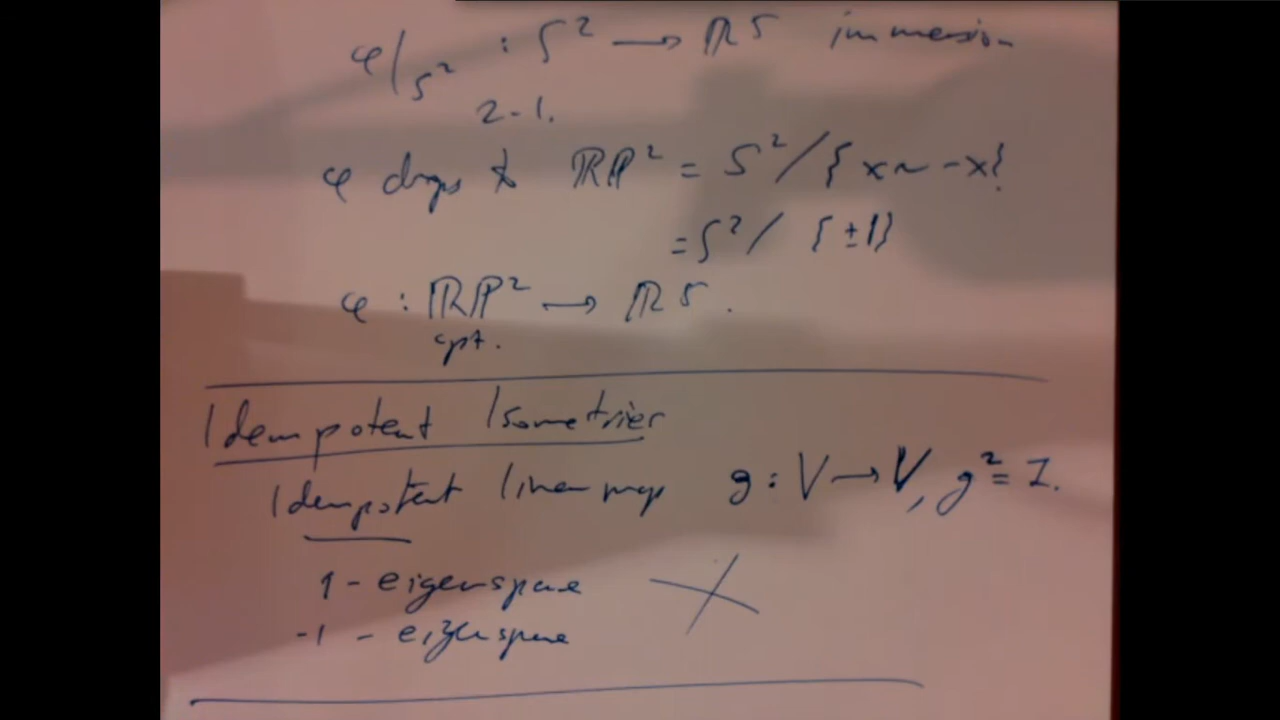 φ/S² : S² → ℝ5 immersion
2-1.
φ drops to ℝP² = S²/{x ~ -x}
= S²/{±1}
φ : ℝP² → ℝ5.
cpt.
Idempotent Isometries
Idempotent linear maps g : V → V, g² = I.
1 - eigenspace
-1 - eigenspace